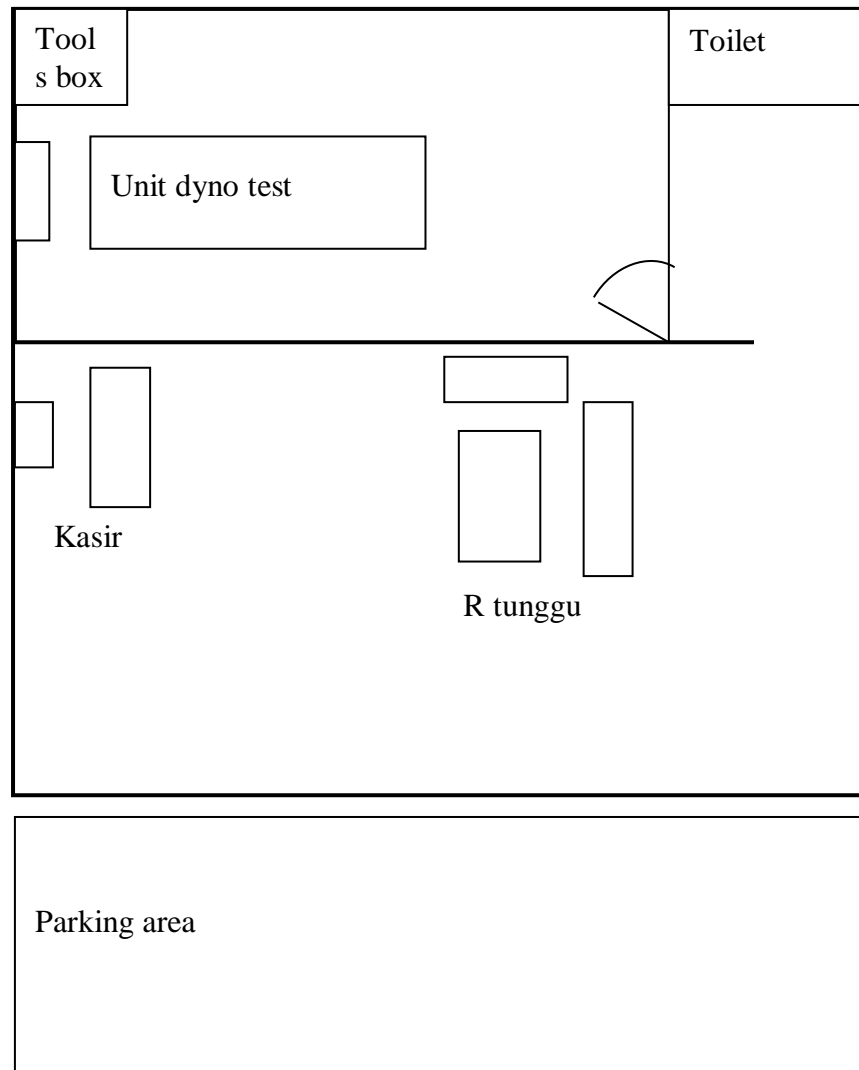 Tool
s box
Toilet
Unit dyno test
Kasir
R tunggu
Parking area